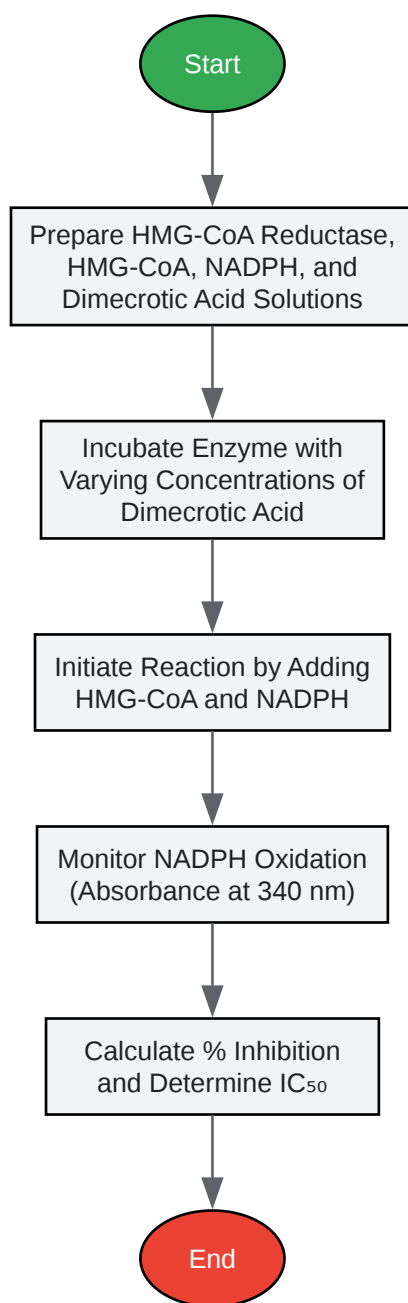 Start
Prepare HMG-CoA Reductase,
HMG-CoA, NADPH, and
Dimecrotic Acid Solutions
Incubate Enzyme with
Varying Concentrations of
Dimecrotic Acid
Initiate Reaction by Adding
HMG-CoA and NADPH
Monitor NADPH Oxidation
(Absorbance at 340 nm)
Calculate % Inhibition
and Determine IC₅₀
End